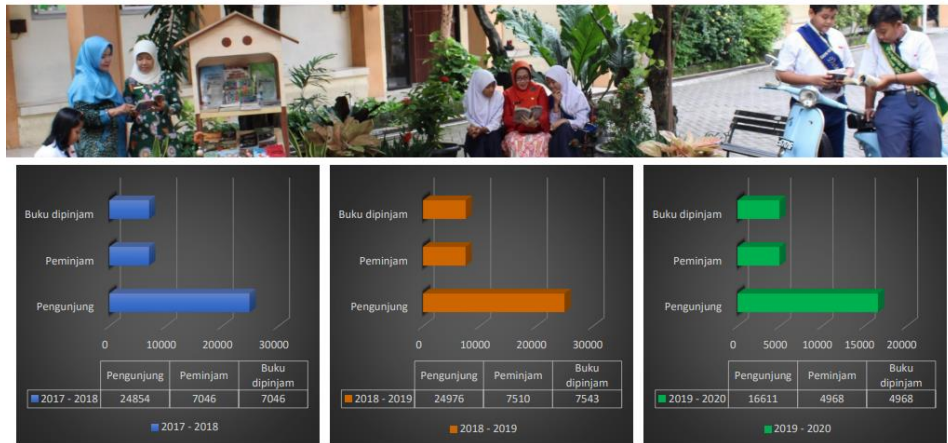 Buku dipinjam
Peminjam
Pengunjung
0 10000 20000 30000
Pengunjung Peminjam Buku dipinjam
2017 - 2018 24854 7046 7046
2017 - 2018
Buku dipinjam
Peminjam
Pengunjung
0 10000 20000 30000
Pengunjung Peminjam Buku dipinjam
2018 - 2019 24976 7510 7543
2018 - 2019
Buku dipinjam
Peminjam
Pengunjung
0 5000 10000 15000 20000
Pengunjung Peminjam Buku dipinjam
2019 - 2020 16611 4968 4968
2019 - 2020